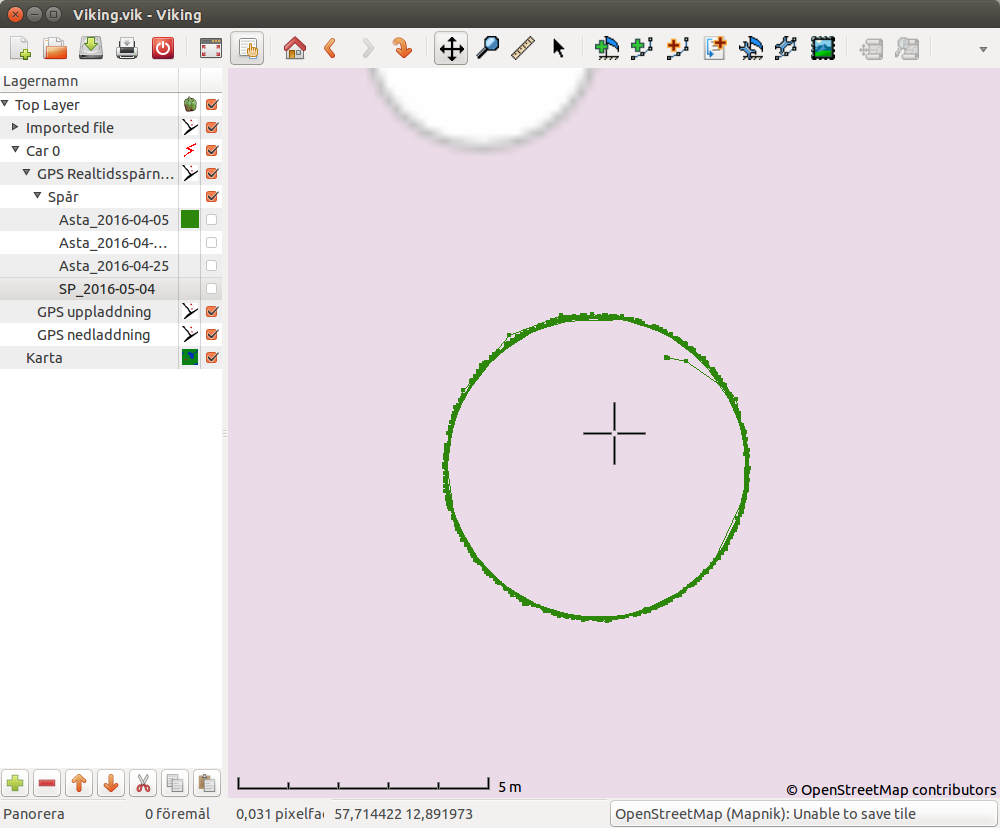 Viking.vik - Viking
Lagernamn
Top Layer
Imported file
Car 0
GPS Realtidsspårn...
Spår
Asta_2016-04-05
Asta_2016-04-...
Asta_2016-04-25
SP_2016-05-04
GPS uppladdning
GPS nedladdning
Karta
5 m
© OpenStreetMap contributors
Panorera 0 föremål 0,031 pixelfa 57,714422 12,891973 OpenStreetMap (Mapnik): Unable to save tile